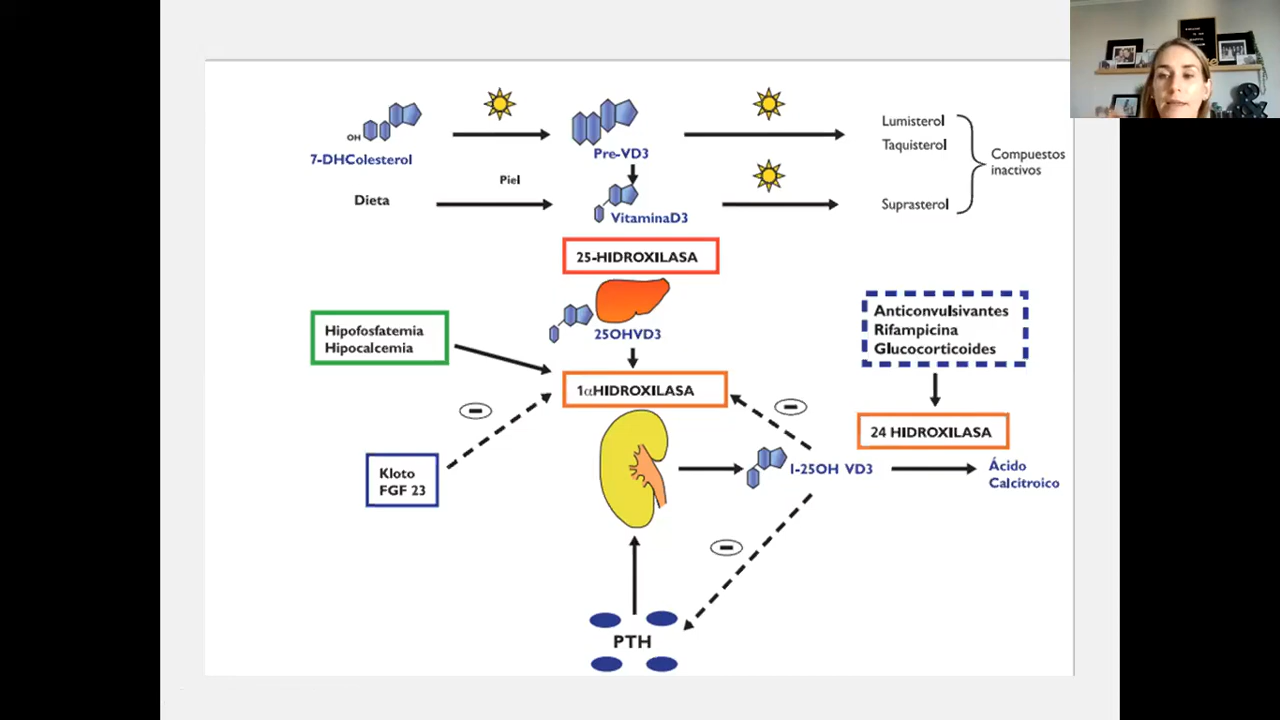 OH
7-DHColesterol
Pre-VD3
Lumisterol
Taquisterol
Compuestos
inactivos
Dieta
Piel
VitaminaD3
Suprasterol
25-HIDROXILASA
25OHVD3
Hipofosfatemia
Hipocalcemia
Anticonvulsivantes
Rifampicina
Glucocorticoides
1αHIDROXILASA
24 HIDROXILASA
Kloto
FGF 23
1-25OH VD3
Ácido
Calcitroico
PTH